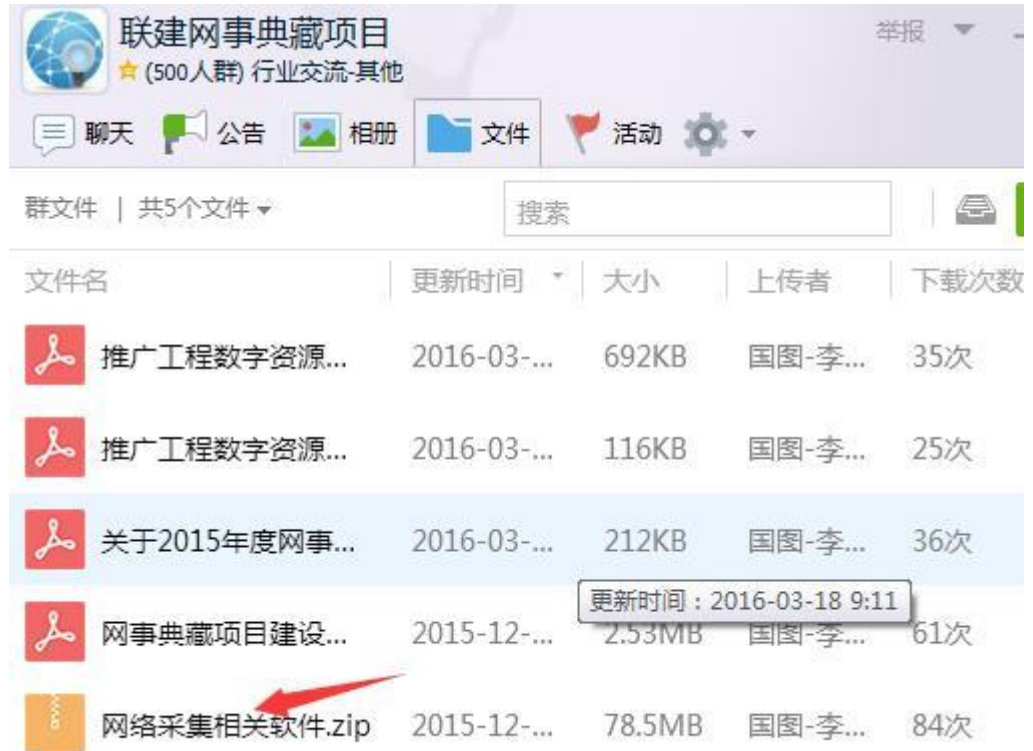 联建网事典藏项目
举报
(500人群) 行业交流-其他
聊天 公告 相册 文件 活动
群文件 | 共5个文件
搜索
文件名 更新时间 大小 上传者 下载次数
推广工程数字资源... 2016-03-... 692KB 国图-李... 35次
推广工程数字资源... 2016-03-... 116KB 国图-李... 25次
关于2015年度网事... 2016-03-... 212KB 国图-李... 36次
更新时间：2016-03-18 9:11
网事典藏项目建设... 2015-12-... 2.53MB 国图-李... 61次
网络采集相关软件.zip 2015-12-... 78.5MB 国图-李... 84次